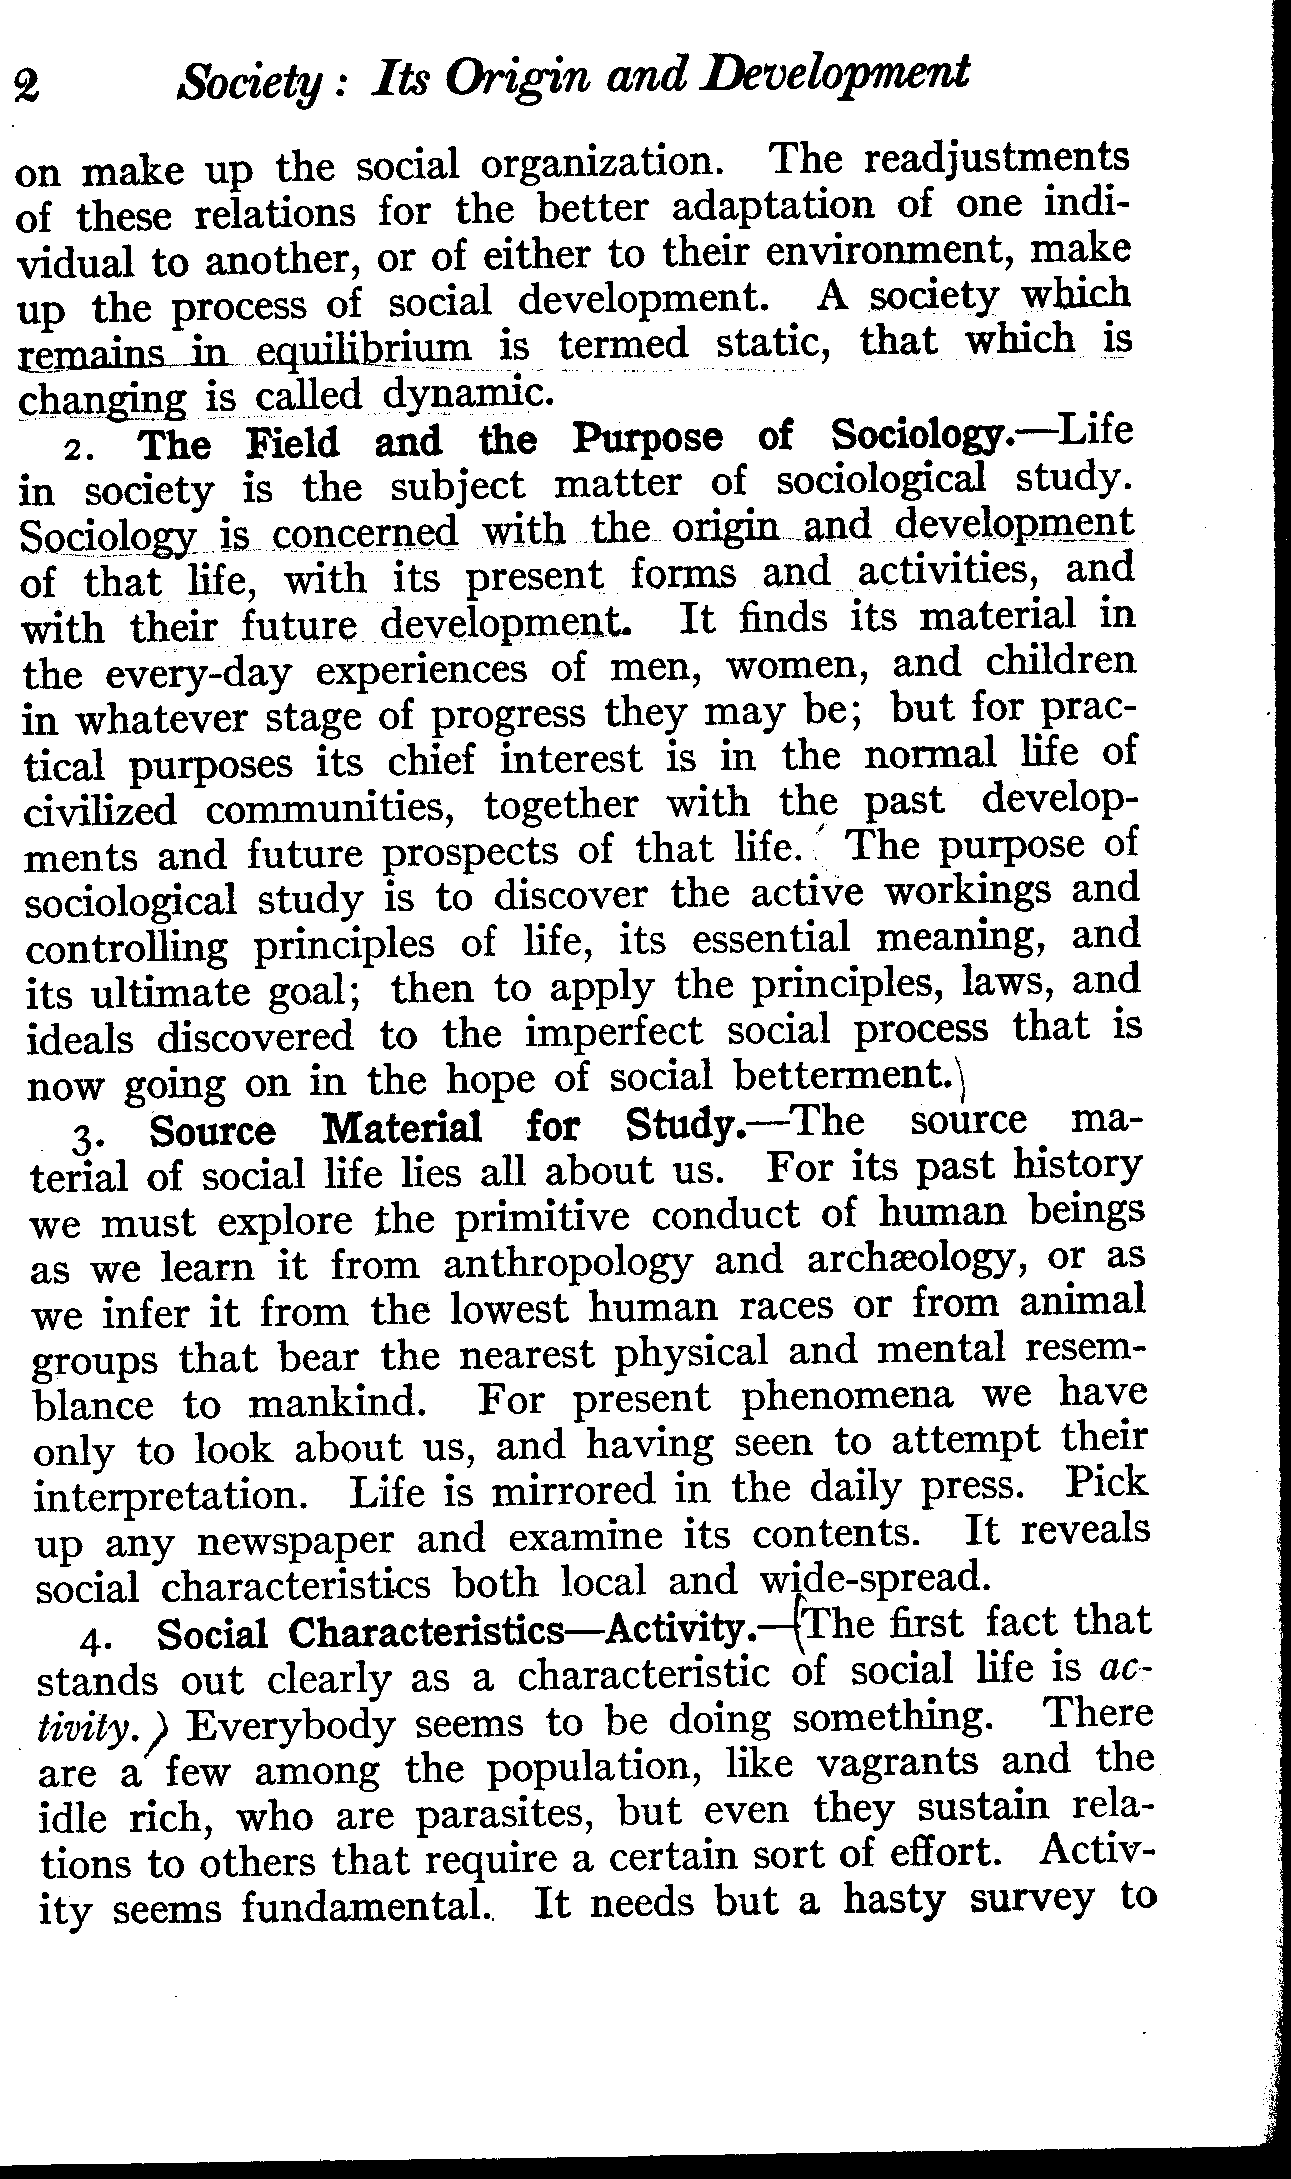 2 Society: Its Origin and Development
on make up the social organization. The readjustments
of these relations for the better adaptation of one indi-
vidual to another, or of either to their environment, make
up the process of social development. A society which
remains in equilibrium is termed static, that which is
changing is called dynamic.
2. The Field and the Purpose of Sociology.—Life
in society is the subject matter of sociological study.
Sociology is concerned with the origin and development
of that life, with its present forms and activities, and
with their future development. It finds its material in
the every-day experiences of men, women, and children
in whatever stage of progress they may be; but for prac-
tical purposes its chief interest is in the normal life of
civilized communities, together with the past develop-
ments and future prospects of that life. The purpose of
sociological study is to discover the active workings and
controlling principles of life, its essential meaning, and
its ultimate goal; then to apply the principles, laws, and
ideals discovered to the imperfect social process that is
now going on in the hope of social betterment.)
3. Source Material for Study.—The source ma-
terial of social life lies all about us. For its past history
we must explore the primitive conduct of human beings
as we learn it from anthropology and archæology, or as
we infer it from the lowest human races or from animal
groups that bear the nearest physical and mental resem-
blance to mankind. For present phenomena we have
only to look about us, and having seen to attempt their
interpretation. Life is mirrored in the daily press. Pick
up any newspaper and examine its contents. It reveals
social characteristics both local and wide-spread.
4. Social Characteristics—Activity.—(The first fact that
stands out clearly as a characteristic of social life is ac-
tivity.) Everybody seems to be doing something. There
are a few among the population, like vagrants and the
idle rich, who are parasites, but even they sustain rela-
tions to others that require a certain sort of effort. Activ-
ity seems fundamental. It needs but a hasty survey to